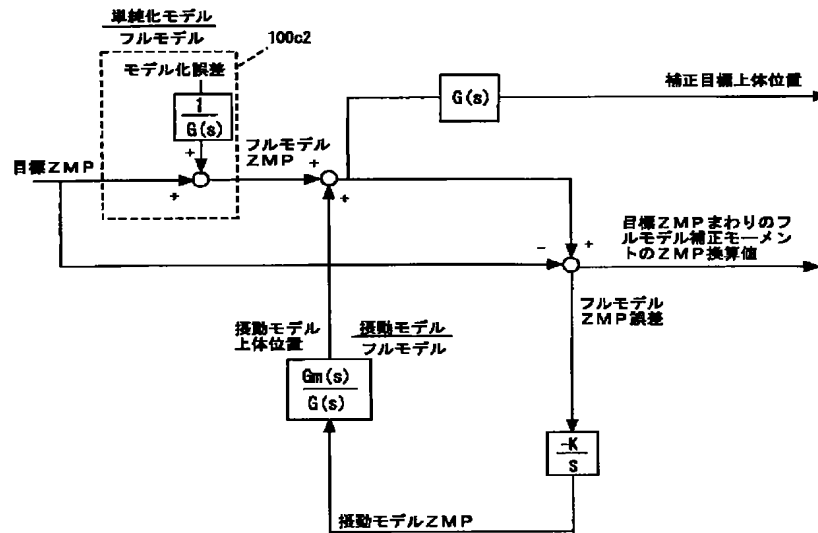 単純化モデル
フルモデル
100c2
モデル化誤差
1
G(s)
+
+
目標ZMP
フルモデル
ZMP
+
+
G(s)
補正目標上体位置
-
+
目標ZMPまわりのフ
ルモデル補正モーメン
トのZMP換算値
フルモデル
ZMP誤差
摂動モデル
上体位置
摂動モデル
フルモデル
Gm(s)
G(s)
-K
S
摂動モデルZMP